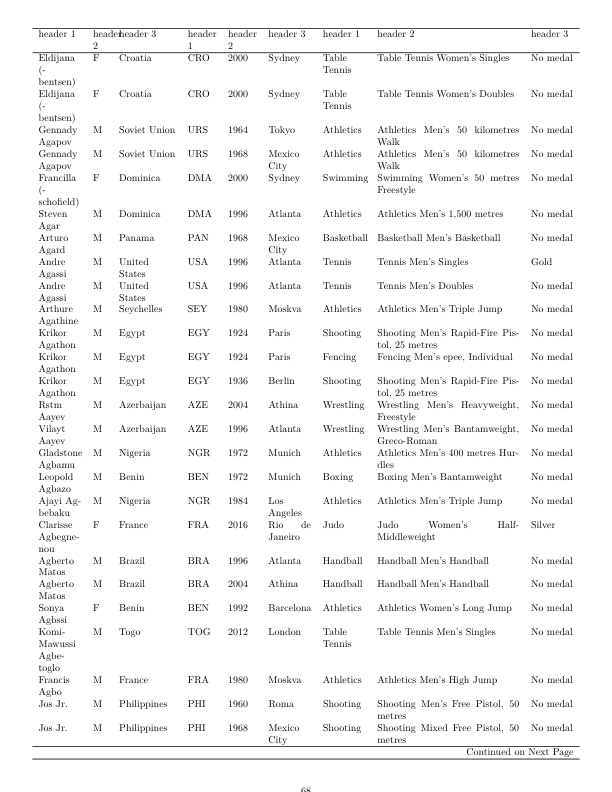 header 1 header 2 header 3 header 1 header 2 header 3 header 1 header 2 header 3
Eldijana (-bentsen) F Croatia CRO 2000 Sydney Table Tennis Table Tennis Women's Singles No medal
Eldijana (-bentsen) F Croatia CRO 2000 Sydney Table Tennis Table Tennis Women's Doubles No medal
Gennady Agapov M Soviet Union URS 1964 Tokyo Athletics Athletics Men's 50 kilometres Walk No medal
Gennady Agapov M Soviet Union URS 1968 Mexico City Athletics Athletics Men's 50 kilometres Walk No medal
Francilla (-schofield) F Dominica DMA 2000 Sydney Swimming Swimming Women's 50 metres Freestyle No medal
Steven Agar M Dominica DMA 1996 Atlanta Athletics Athletics Men's 1,500 metres No medal
Arturo Agard M Panama PAN 1968 Mexico City Basketball Basketball Men's Basketball No medal
Andre Agassi M United States USA 1996 Atlanta Tennis Tennis Men's Singles Gold
Andre Agassi M United States USA 1996 Atlanta Tennis Tennis Men's Doubles No medal
Arthure Agathine M Seychelles SEY 1980 Moskva Athletics Athletics Men's Triple Jump No medal
Krikor Agathon M Egypt EGY 1924 Paris Shooting Shooting Men's Rapid-Fire Pistol, 25 metres No medal
Krikor Agathon M Egypt EGY 1924 Paris Fencing Fencing Men's epee, Individual No medal
Krikor Agathon M Egypt EGY 1936 Berlin Shooting Shooting Men's Rapid-Fire Pistol, 25 metres No medal
Rstm Aayev M Azerbaijan AZE 2004 Athina Wrestling Wrestling Men's Heavyweight, Freestyle No medal
Vilayt Aayev M Azerbaijan AZE 1996 Atlanta Wrestling Wrestling Men's Bantamweight, Greco-Roman No medal
Gladstone Agbamu M Nigeria NGR 1972 Munich Athletics Athletics Men's 400 metres Hurdles No medal
Leopold Agbazo M Benin BEN 1972 Munich Boxing Boxing Men's Bantamweight No medal
Ajayi Agbebaku M Nigeria NGR 1984 Los Angeles Athletics Athletics Men's Triple Jump No medal
Clarisse Agbegnenou F France FRA 2016 Rio de Janeiro Judo Judo Women's Half-Middleweight Silver
Agberto Matos M Brazil BRA 1996 Atlanta Handball Handball Men's Handball No medal
Agberto Matos M Brazil BRA 2004 Athina Handball Handball Men's Handball No medal
Sonya Agbssi F Benin BEN 1992 Barcelona Athletics Athletics Women's Long Jump No medal
Komi-Mawussi Agbetoglo M Togo TOG 2012 London Table Tennis Table Tennis Men's Singles No medal
Francis Agbo M France FRA 1980 Moskva Athletics Athletics Men's High Jump No medal
Jos Jr. M Philippines PHI 1960 Roma Shooting Shooting Men's Free Pistol, 50 metres No medal
Jos Jr. M Philippines PHI 1968 Mexico City Shooting Shooting Mixed Free Pistol, 50 metres No medal
Continued on Next Page
68